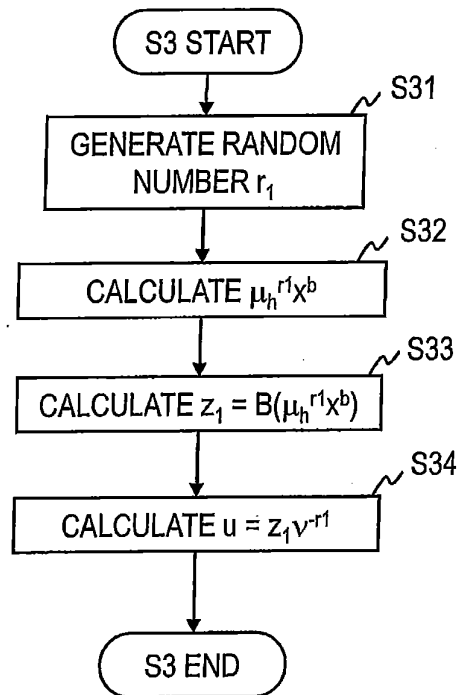 S3 START
S31
GENERATE RANDOM
NUMBER r₁
S32
CALCULATE μₕʳ¹xᵇ
S33
CALCULATE z₁ = B(μₕʳ¹xᵇ)
S34
CALCULATE u = z₁ν⁻ʳ¹
S3 END